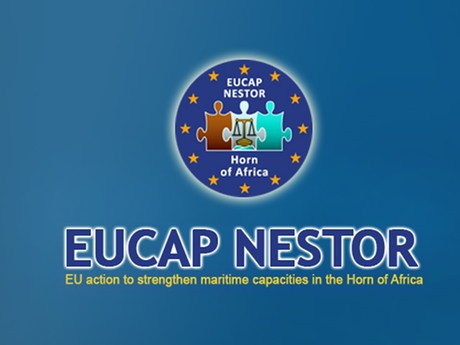 EUCAP
NESTOR
Horn
of Africa
EUCAP NESTOR
EU action to strengthen maritime capacities in the Horn of Africa